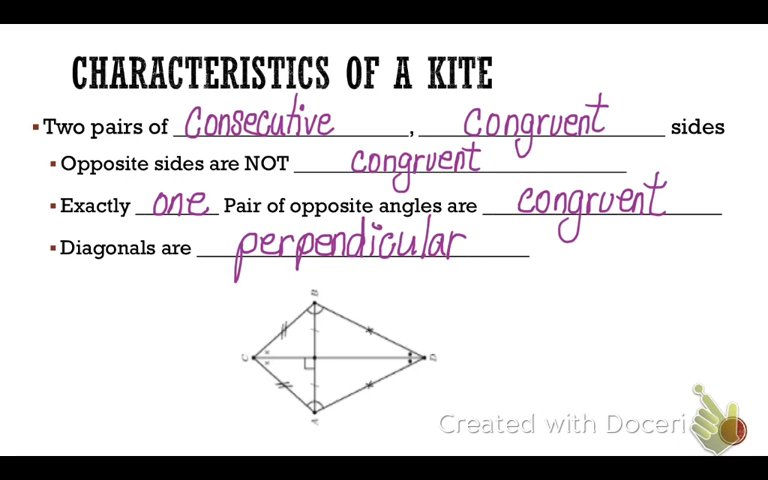 CHARACTERISTICS OF A KITE
▪ Two pairs of Consecutive, Congruent sides
▪ Opposite sides are NOT congruent
▪ Exactly one Pair of opposite angles are congruent
▪ Diagonals are perpendicular
B
C
D
A
Created with Doceri